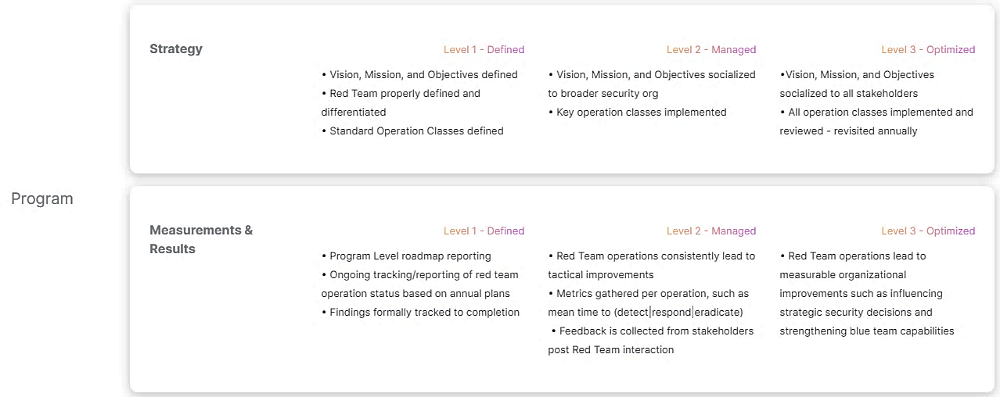 Program
Strategy
Level 1 - Defined
• Vision, Mission, and Objectives defined
• Red Team properly defined and
differentiated
• Standard Operation Classes defined
Level 2 - Managed
• Vision, Mission, and Objectives socialized
to broader security org
• Key operation classes implemented
Level 3 - Optimized
•Vision, Mission, and Objectives
socialized to all stakeholders
• All operation classes implemented and
reviewed - revisited annually
Measurements &
Results
Level 1 - Defined
• Program Level roadmap reporting
• Ongoing tracking/reporting of red team
operation status based on annual plans
• Findings formally tracked to completion
Level 2 - Managed
• Red Team operations consistently lead to
tactical improvements
• Metrics gathered per operation, such as
mean time to (detect|respond|eradicate)
• Feedback is collected from stakeholders
post Red Team interaction
Level 3 - Optimized
• Red Team operations lead to
measurable organizational
improvements such as influencing
strategic security decisions and
strengthening blue team capabilities